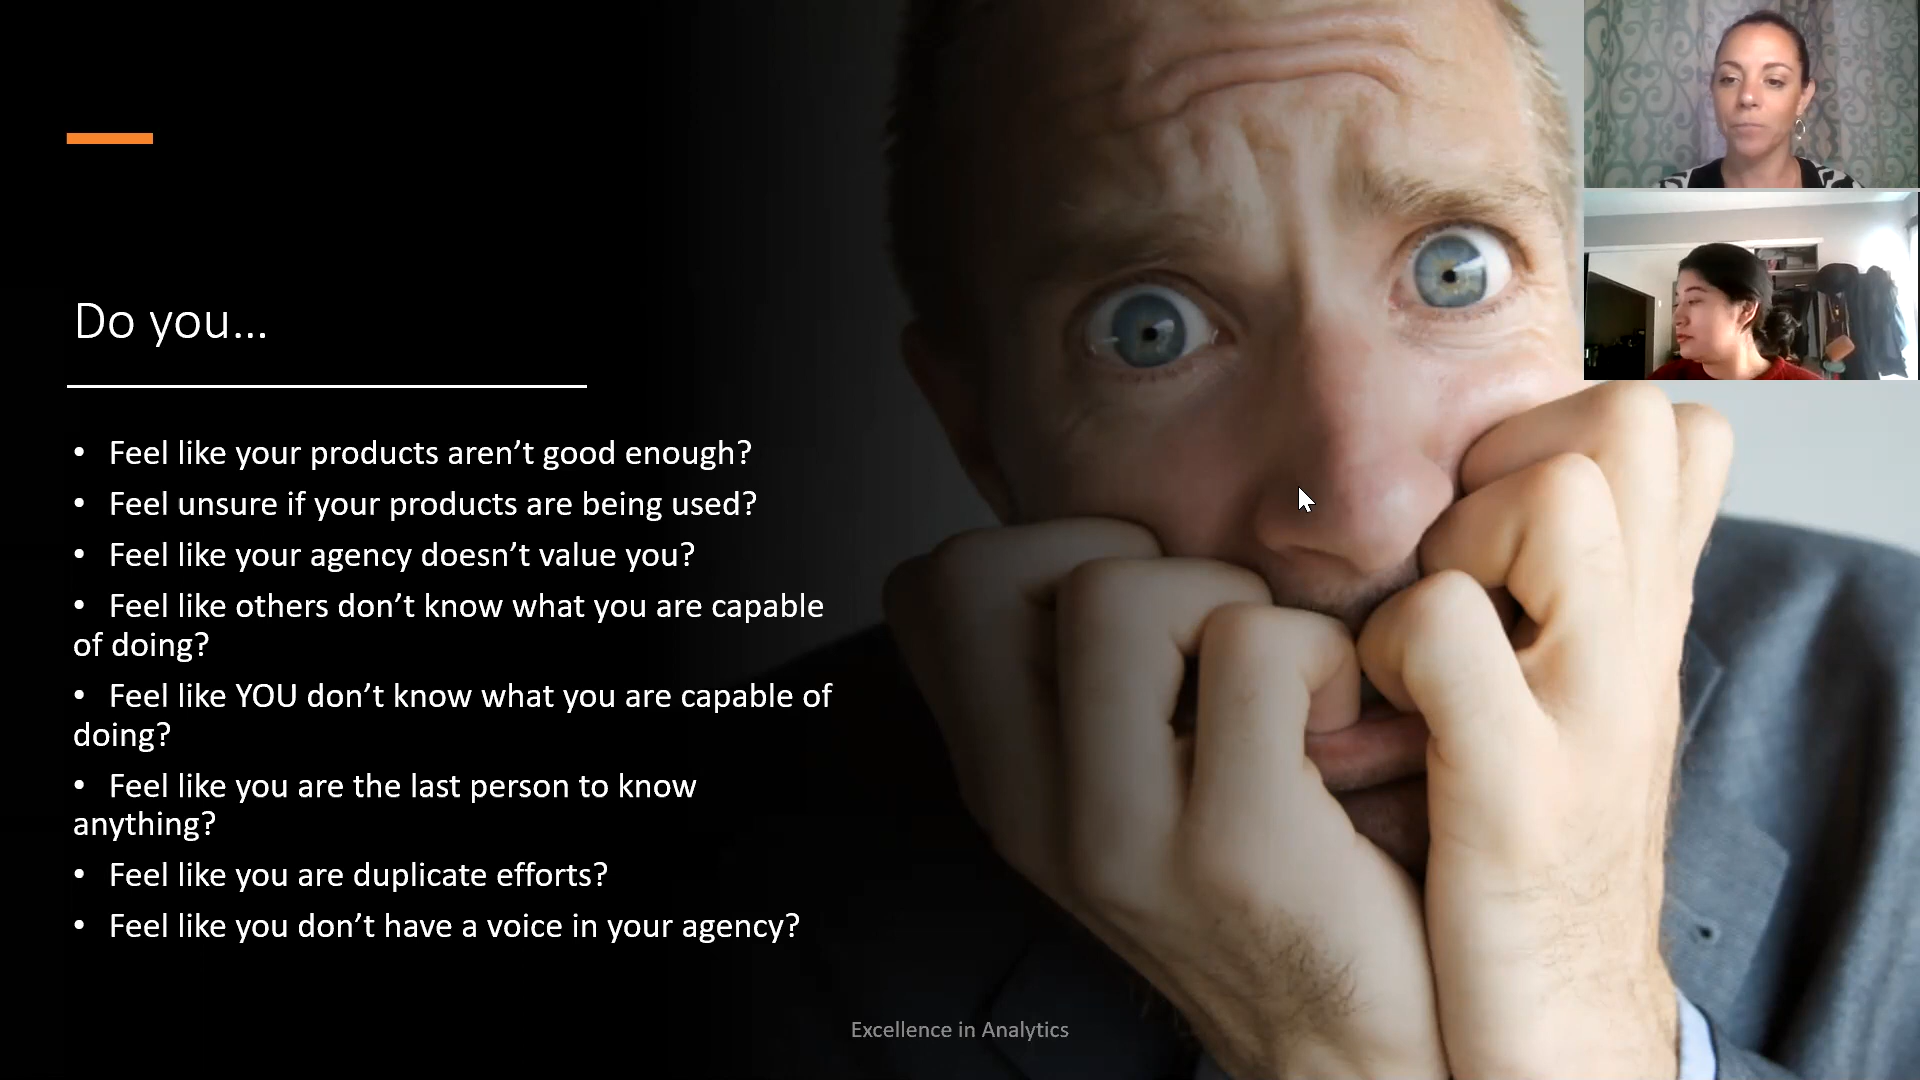 Do you...
• Feel like your products aren’t good enough?
• Feel unsure if your products are being used?
• Feel like your agency doesn’t value you?
• Feel like others don’t know what you are capable
of doing?
• Feel like YOU don’t know what you are capable of
doing?
• Feel like you are the last person to know
anything?
• Feel like you are duplicate efforts?
• Feel like you don’t have a voice in your agency?
Excellence in Analytics